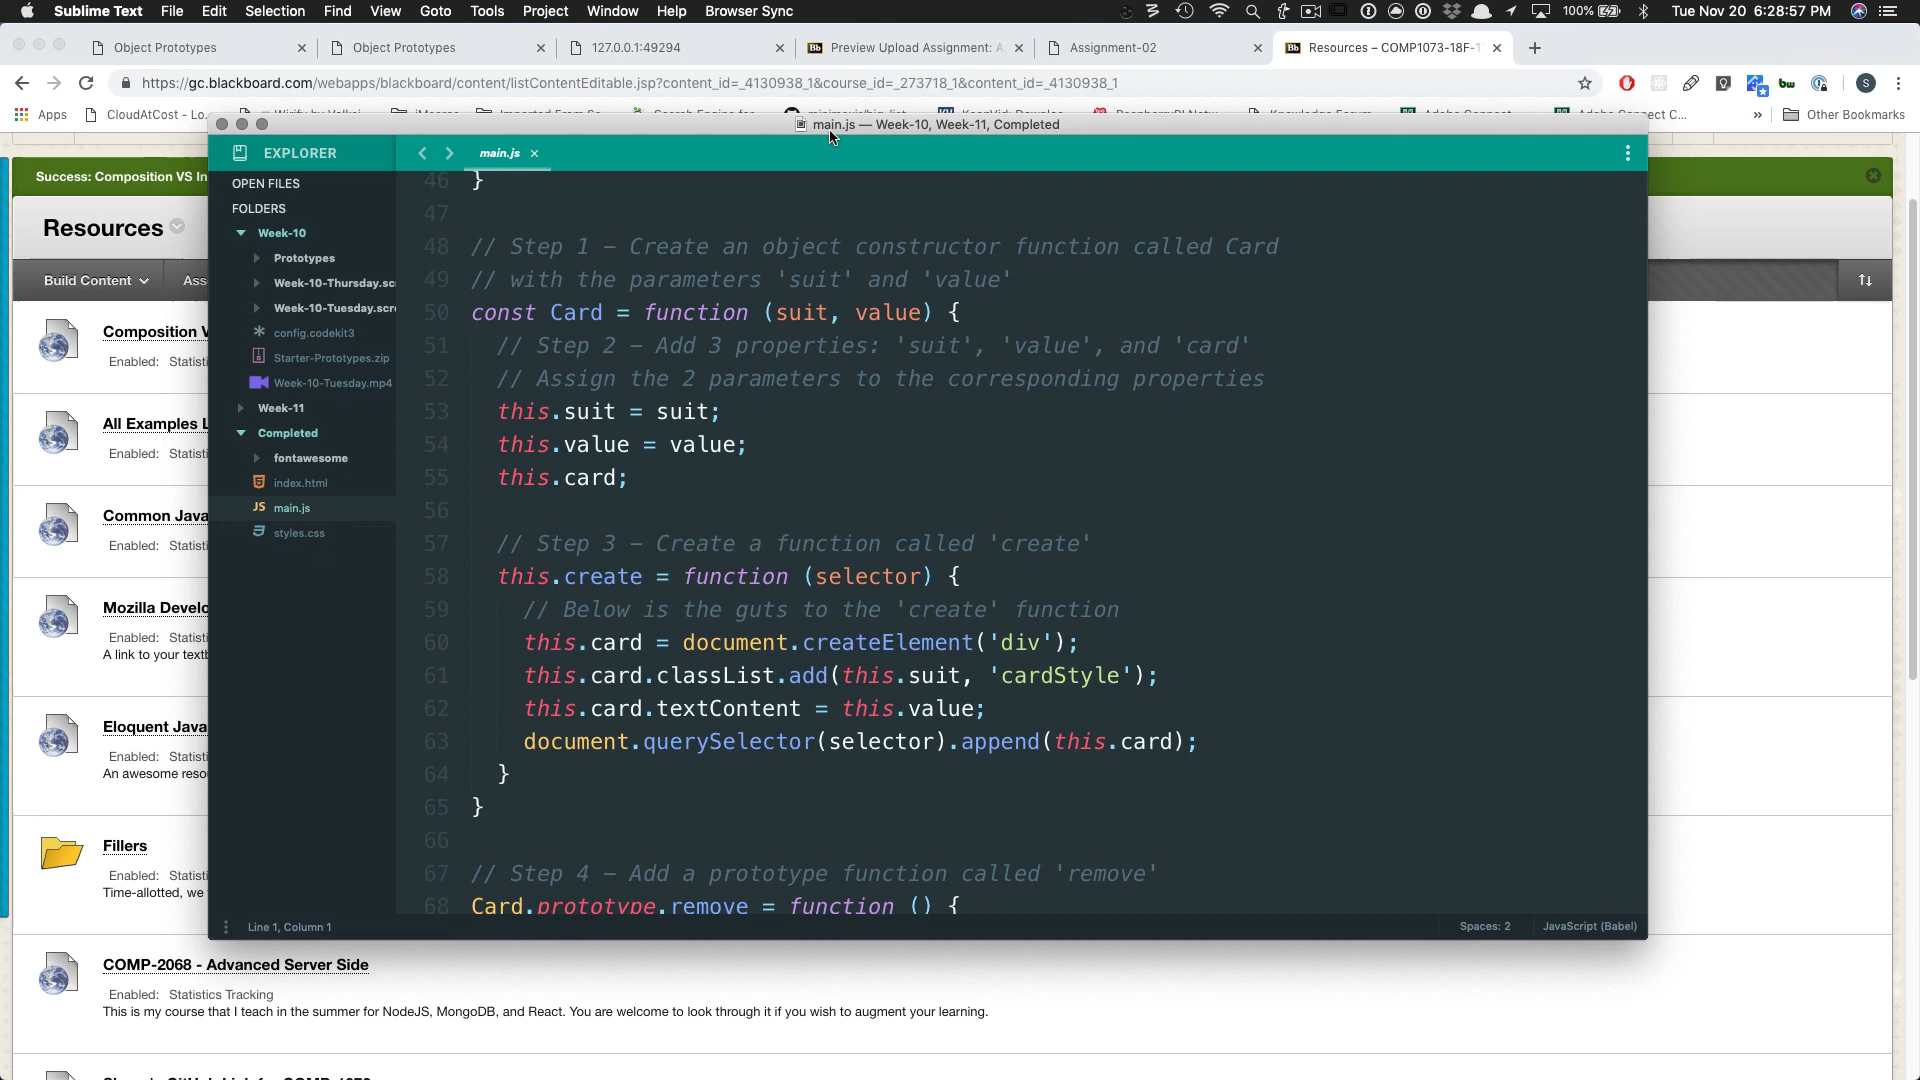 Sublime Text File Edit Selection Find View Goto Tools Project Window Help Browser Sync 100% Tue Nov 20 6:28:57 PM
Object Prototypes Object Prototypes 127.0.0.1:49294 Preview Upload Assignment: A Assignment-02 Resources – COMP1073-18F-1
https://gc.blackboard.com/webapps/blackboard/content/listContentEditable.jsp?content_id=_4130938_1&course_id=_273718_1&content_id=_4130938_1
Apps CloudAtCost - Lo... » Other Bookmarks
main.js — Week-10, Week-11, Completed
EXPLORER
main.js
Success: Composition VS In
OPEN FILES
FOLDERS
Week-10
Prototypes
Week-10-Thursday.sc
Week-10-Tuesday.scr
config.codekit3
Starter-Prototypes.zip
Week-10-Tuesday.mp4
Week-11
Completed
fontawesome
index.html
JS main.js
styles.css
46 }
47
48 // Step 1 – Create an object constructor function called Card
49 // with the parameters 'suit' and 'value'
50 const Card = function (suit, value) {
51 // Step 2 – Add 3 properties: 'suit', 'value', and 'card'
52 // Assign the 2 parameters to the corresponding properties
53 this.suit = suit;
54 this.value = value;
55 this.card;
56
57 // Step 3 – Create a function called 'create'
58 this.create = function (selector) {
59 // Below is the guts to the 'create' function
60 this.card = document.createElement('div');
61 this.card.classList.add(this.suit, 'cardStyle');
62 this.card.textContent = this.value;
63 document.querySelector(selector).append(this.card);
64 }
65 }
66
67 // Step 4 – Add a prototype function called 'remove'
68 Card.prototype.remove = function () {
Line 1, Column 1 Spaces: 2 JavaScript (Babel)
Resources
Build Content Ass
Composition V
Enabled: Statisti
All Examples L
Enabled: Statisti
Common Java
Enabled: Statisti
Mozilla Develo
Enabled: Statisti
A link to your textb
Eloquent Java
Enabled: Statisti
An awesome reso
Fillers
Enabled: Statisti
Time-allotted, we
COMP-2068 - Advanced Server Side
Enabled: Statistics Tracking
This is my course that I teach in the summer for NodeJS, MongoDB, and React. You are welcome to look through it if you wish to augment your learning.